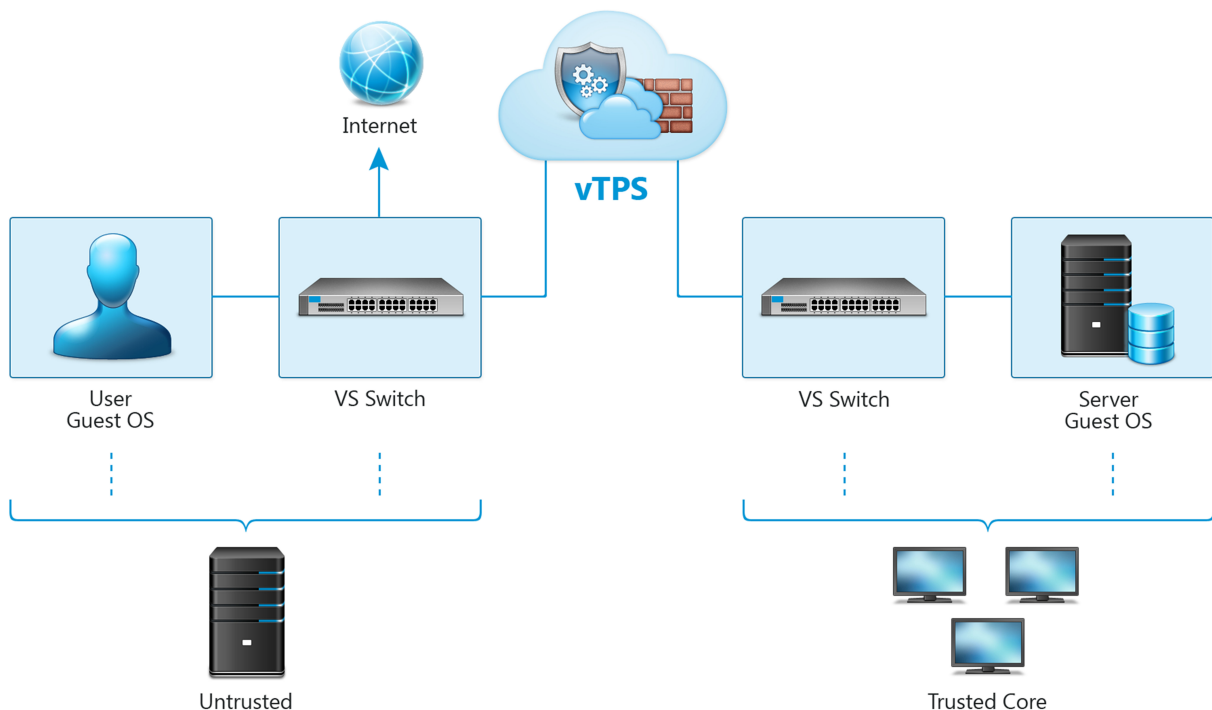 Internet
vTPS
User
Guest OS
VS Switch
VS Switch
Server
Guest OS
Untrusted
Trusted Core